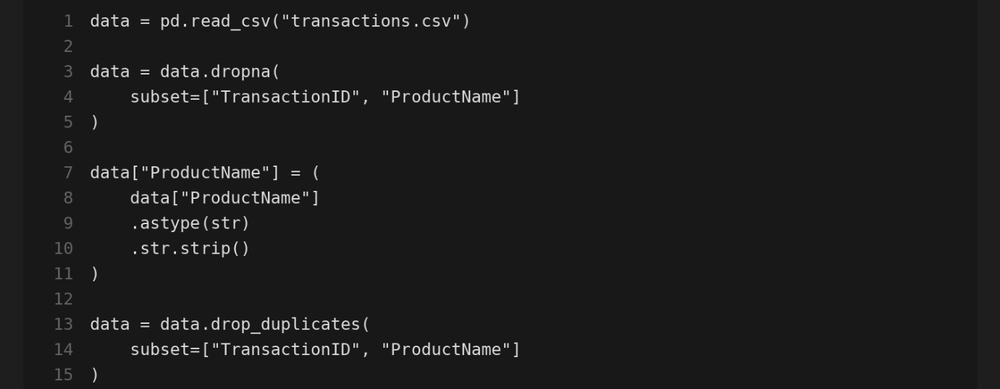 1 data = pd.read_csv("transactions.csv")
2
3 data = data.dropna(
4     subset=["TransactionID", "ProductName"]
5 )
6
7 data["ProductName"] = (
8     data["ProductName"]
9     .astype(str)
10     .str.strip()
11 )
12
13 data = data.drop_duplicates(
14     subset=["TransactionID", "ProductName"]
15 )